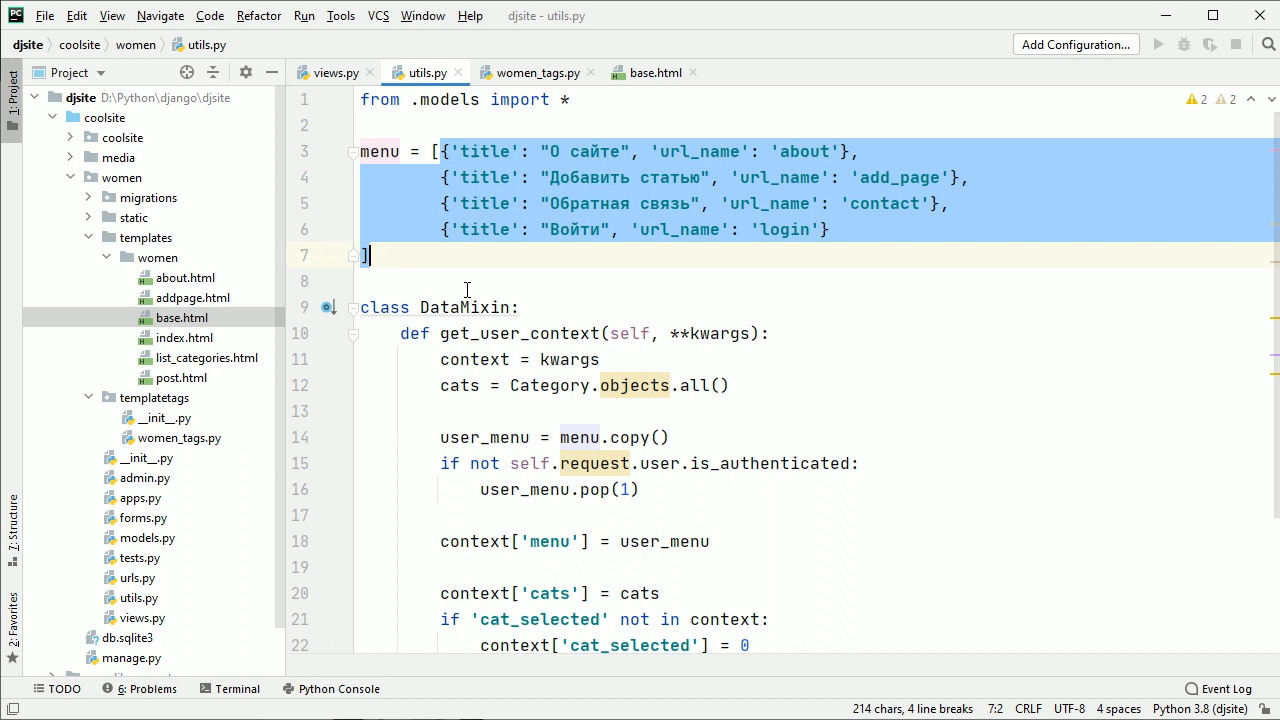 PC File Edit View Navigate Code Refactor Run Tools VCS Window Help djsite - utils.py
djsite coolsite women utils.py Add Configuration...
Project views.py utils.py women_tags.py base.html
1: Project
7: Structure
2: Favorites
djsite D:\Python\django\djsite
coolsite
coolsite
media
women
migrations
static
templates
women
about.html
addpage.html
base.html
index.html
list_categories.html
post.html
templatetags
__init__.py
women_tags.py
__init__.py
admin.py
apps.py
forms.py
models.py
tests.py
urls.py
utils.py
views.py
db.sqlite3
manage.py
2 2
1 from .models import *
2
3 menu = [{'title': "О сайте", 'url_name': 'about'},
4 {'title': "Добавить статью", 'url_name': 'add_page'},
5 {'title': "Обратная связь", 'url_name': 'contact'},
6 {'title': "Войти", 'url_name': 'login'}
7 ]
8
9 class DataMixin:
10 def get_user_context(self, **kwargs):
11 context = kwargs
12 cats = Category.objects.all()
13
14 user_menu = menu.copy()
15 if not self.request.user.is_authenticated:
16 user_menu.pop(1)
17
18 context['menu'] = user_menu
19
20 context['cats'] = cats
21 if 'cat_selected' not in context:
22 context['cat_selected'] = 0
TODO 6: Problems Terminal Python Console Event Log
214 chars, 4 line breaks 7:2 CRLF UTF-8 4 spaces Python 3.8 (djsite)